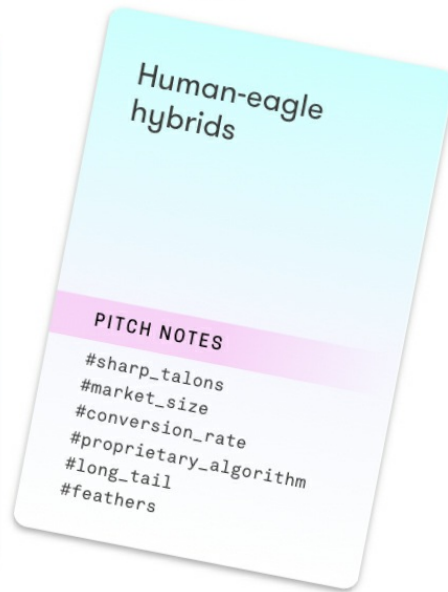 Human-eagle
hybrids
PITCH NOTES
#sharp_talons
#market_size
#conversion_rate
#proprietary_algorithm
#long_tail
#feathers